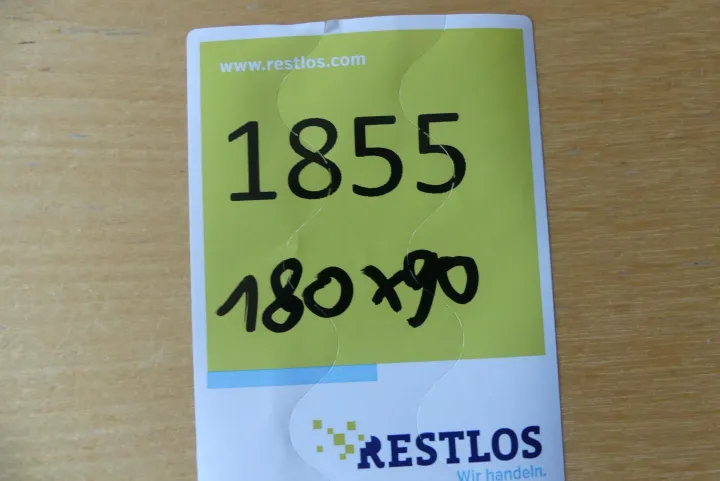 www.restlos.com
1855
180x90
RESTLOS
Wir handeln.